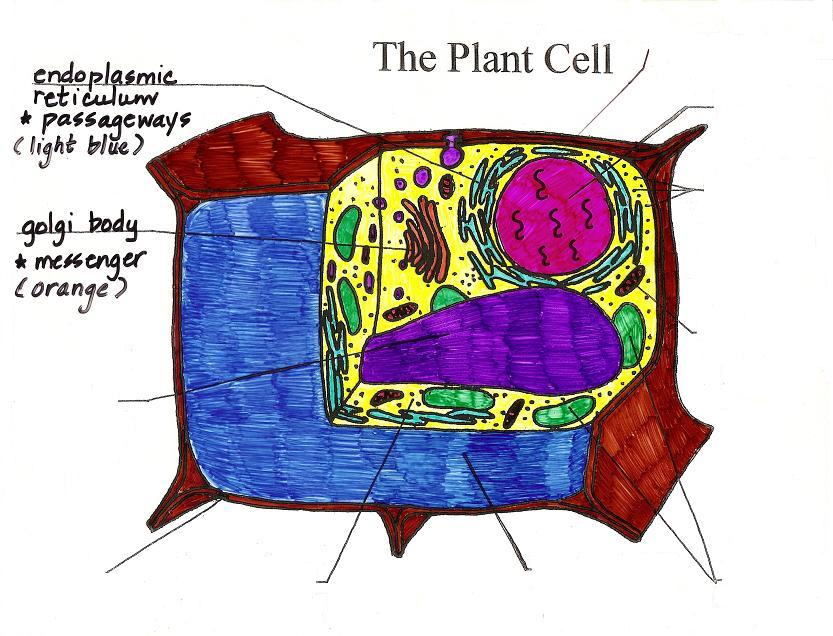 The Plant Cell
endoplasmic
reticulum
* passageways
(light blue)
golgi body
* messenger
(orange)